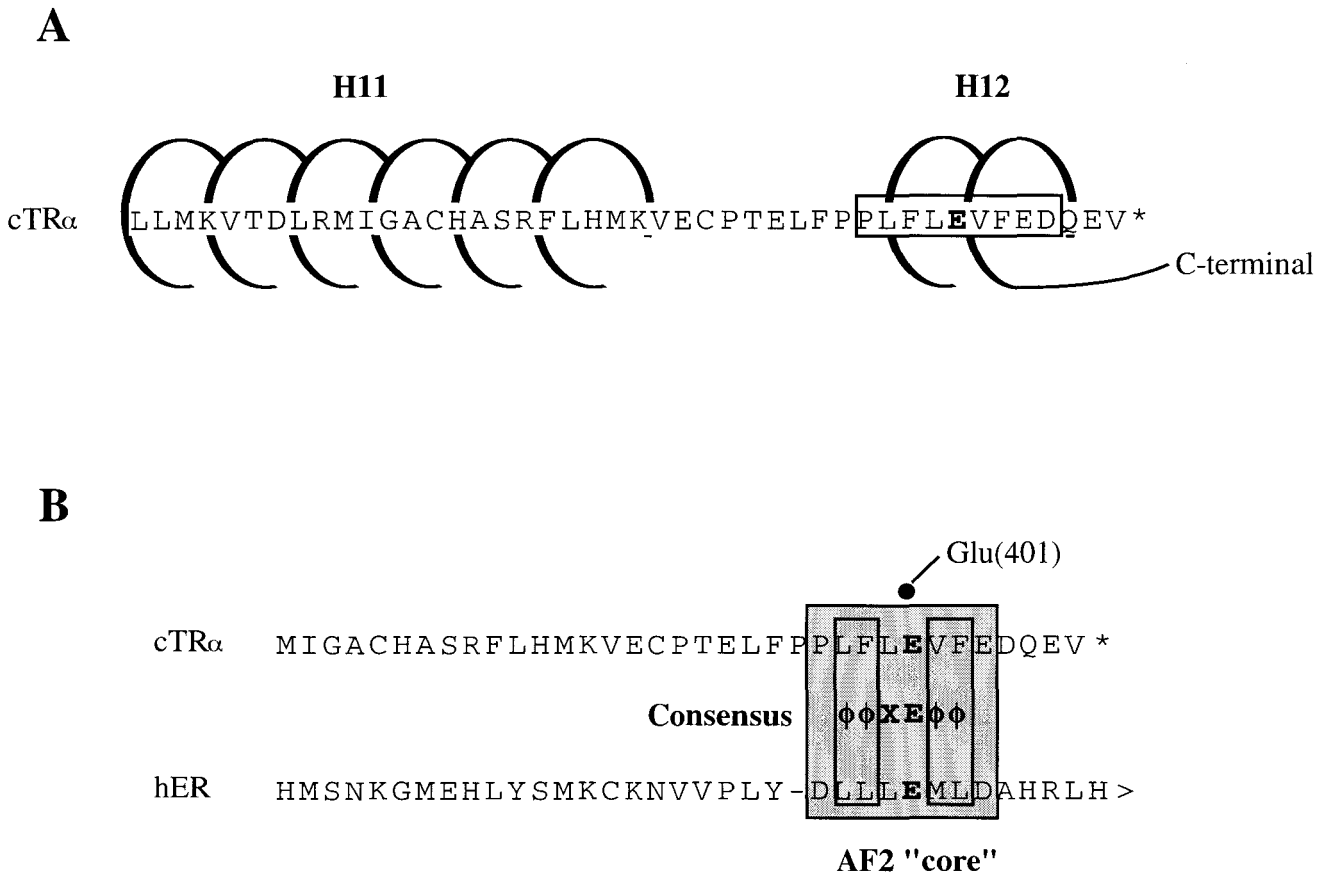 A
H11 H12
cTRα LLMKVTDLRMIGACHASRFLHMKVECPTELFPPLFLEVFEDQEV*
C-terminal
B
Glu(401)
cTRα MIGACHASRFLHMKVECPTELFPPLFLEVFEDQEV*
Consensus ϕϕXEϕϕ
hER HMSNKGMEHLYSMKCKNVVPLY-DLLLEMLDAHRLH>
AF2 "core"